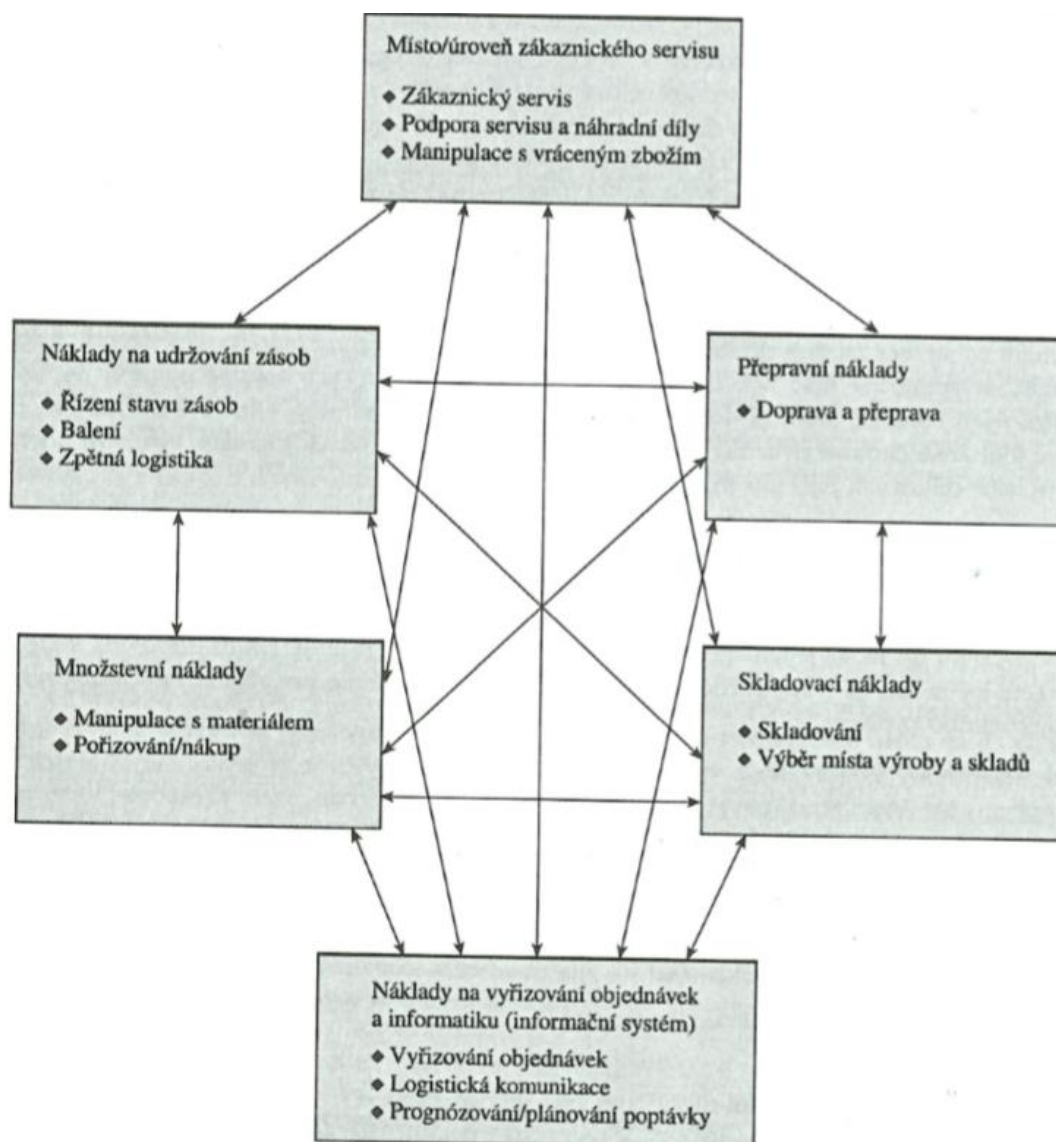 Místo/úroveň zákaznického servisu
◆ Zákaznický servis
◆ Podpora servisu a náhradní díly
◆ Manipulace s vráceným zbožím
Náklady na udržování zásob
◆ Řízení stavu zásob
◆ Balení
◆ Zpětná logistika
Přepravní náklady
◆ Doprava a přeprava
Množstevní náklady
◆ Manipulace s materiálem
◆ Pořizování/nákup
Skladovací náklady
◆ Skladování
◆ Výběr místa výroby a skladů
Náklady na vyřizování objednávek
a informatiku (informační systém)
◆ Vyřizování objednávek
◆ Logistická komunikace
◆ Prognózování/plánování poptávky